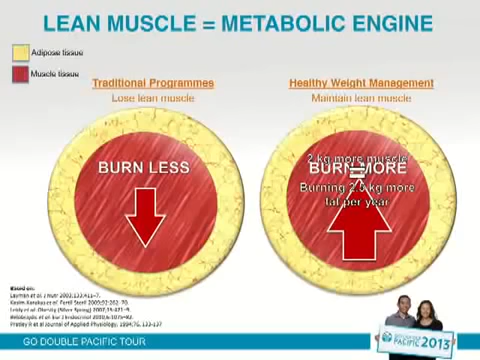 LEAN MUSCLE = METABOLIC ENGINE
Adipose tissue
Muscle tissue
Traditional Programmes
Lose lean muscle
Healthy Weight Management
Maintain lean muscle
BURN LESS
BURN MORE
2 kg more muscle
=
Burning 2.5 kg more
fat per year
Based on:
GO DOUBLE PACIFIC TOUR
PACIFIC 2013